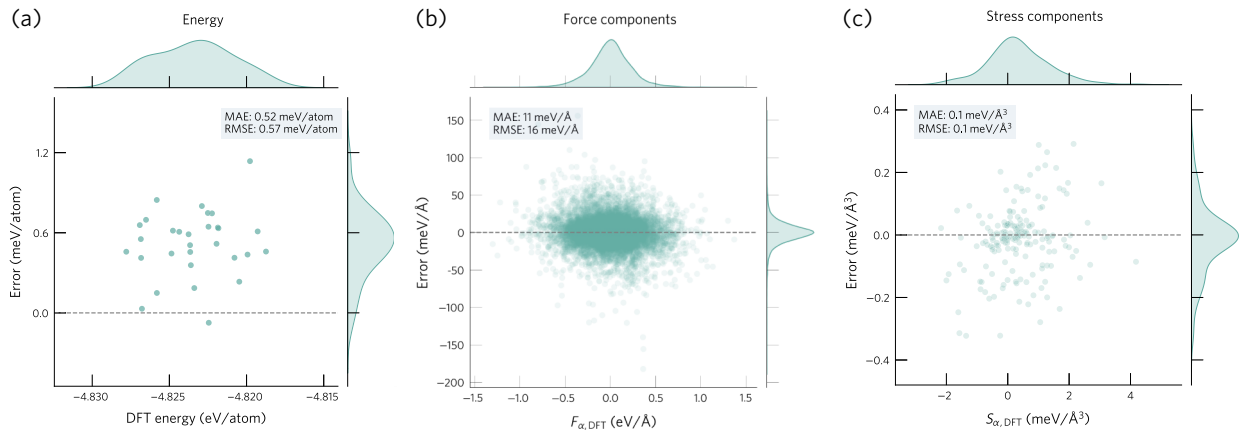 (a)
Energy
MAE: 0.52 meV/atom
RMSE: 0.57 meV/atom
Error (meV/atom)
1.2
0.6
0.0
−4.830
−4.825
−4.820
−4.815
DFT energy (eV/atom)
(b)
Force components
MAE: 11 meV/Å
RMSE: 16 meV/Å
Error (meV/Å)
150
100
50
0
−50
−100
−150
−200
−1.5
−1.0
−0.5
0.0
0.5
1.0
1.5
F_{α,DFT} (eV/Å)
(c)
Stress components
MAE: 0.1 meV/Å³
RMSE: 0.1 meV/Å³
Error (meV/Å³)
0.4
0.2
0.0
−0.2
−0.4
−2
0
2
4
S_{α,DFT} (meV/Å³)